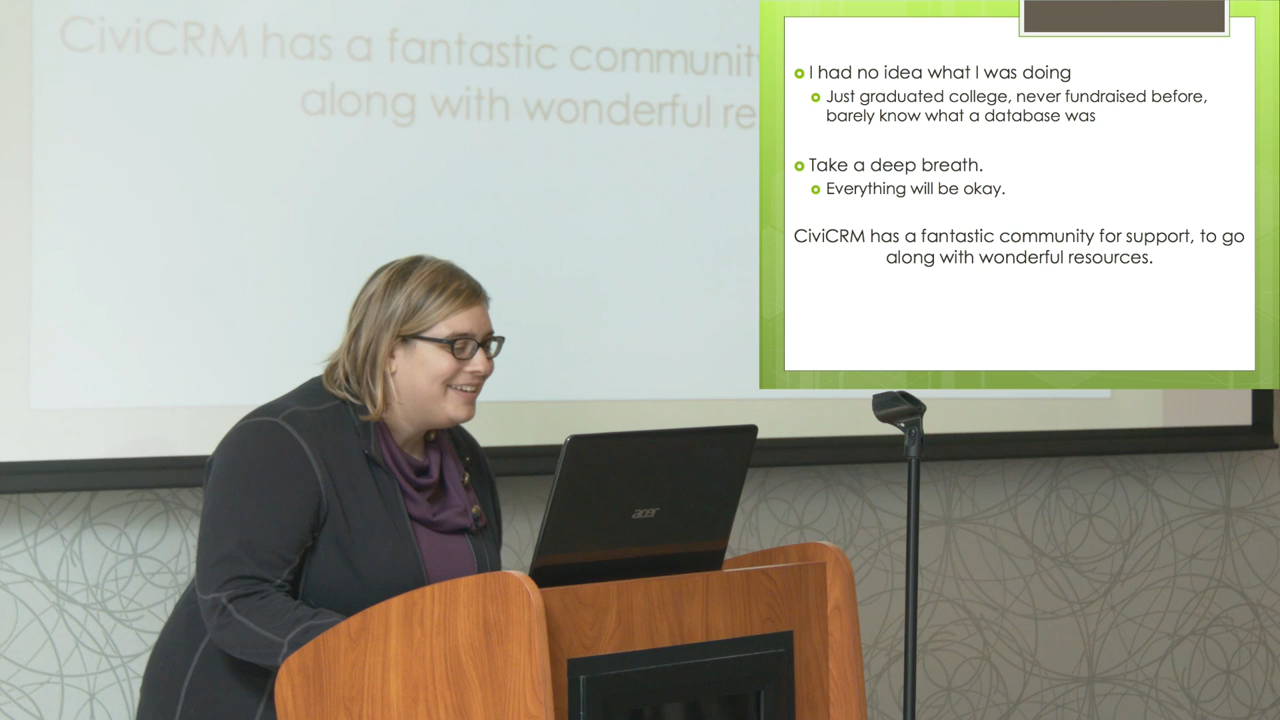 CiviCRM has a fantastic communit
along with wonderful re
I had no idea what I was doing
Just graduated college, never fundraised before,
barely know what a database was
Take a deep breath.
Everything will be okay.
CiviCRM has a fantastic community for support, to go
along with wonderful resources.
acer